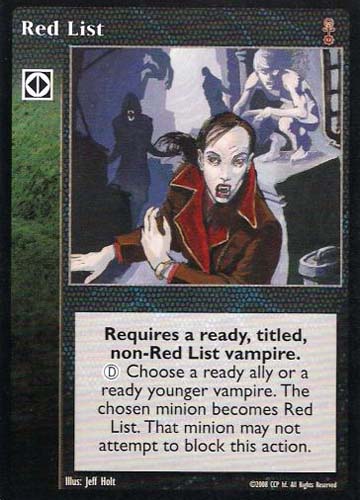 Red List
Requires a ready, titled,
non-Red List vampire.
Ⓓ Choose a ready ally or a
ready younger vampire. The
chosen minion becomes Red
List. That minion may not
attempt to block this action.
Illus: Jeff Holt
©2008 CCP hf. All Rights Reserved